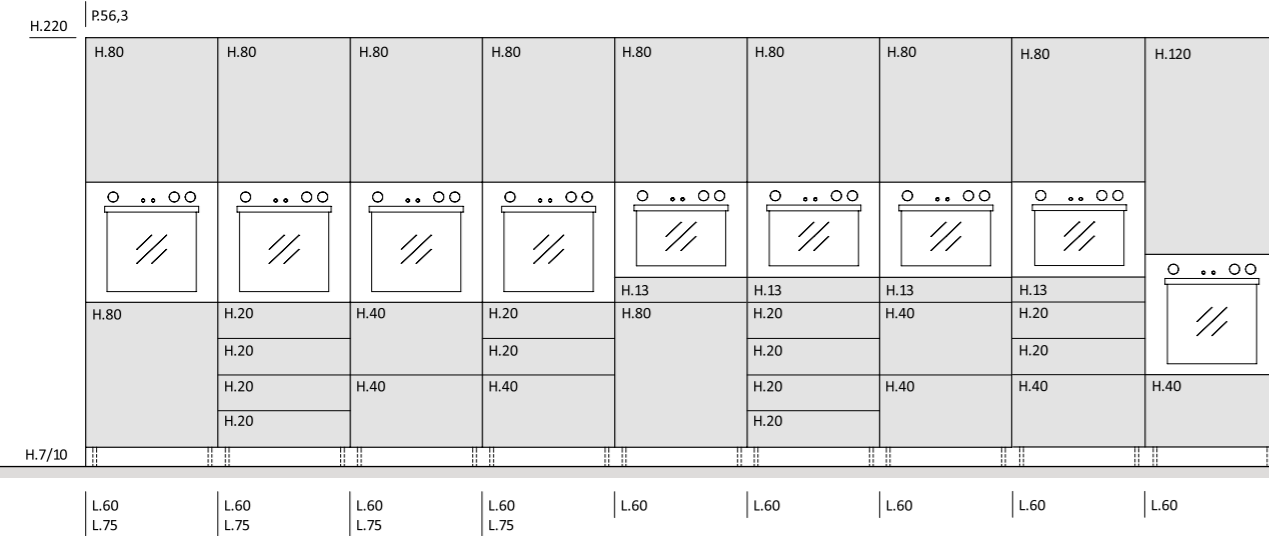 P.56,3
H.220
H.80 H.80 H.80 H.80 H.80 H.80 H.80 H.80 H.120
H.13 H.13 H.13 H.13
H.80 H.20 H.40 H.20 H.80 H.20 H.40 H.20
H.20 H.20 H.20 H.20
H.20 H.40 H.40 H.20 H.40 H.40 H.40
H.20 H.20
H.7/10
L.60 L.60 L.60 L.60 L.60 L.60 L.60 L.60 L.60
L.75 L.75 L.75 L.75